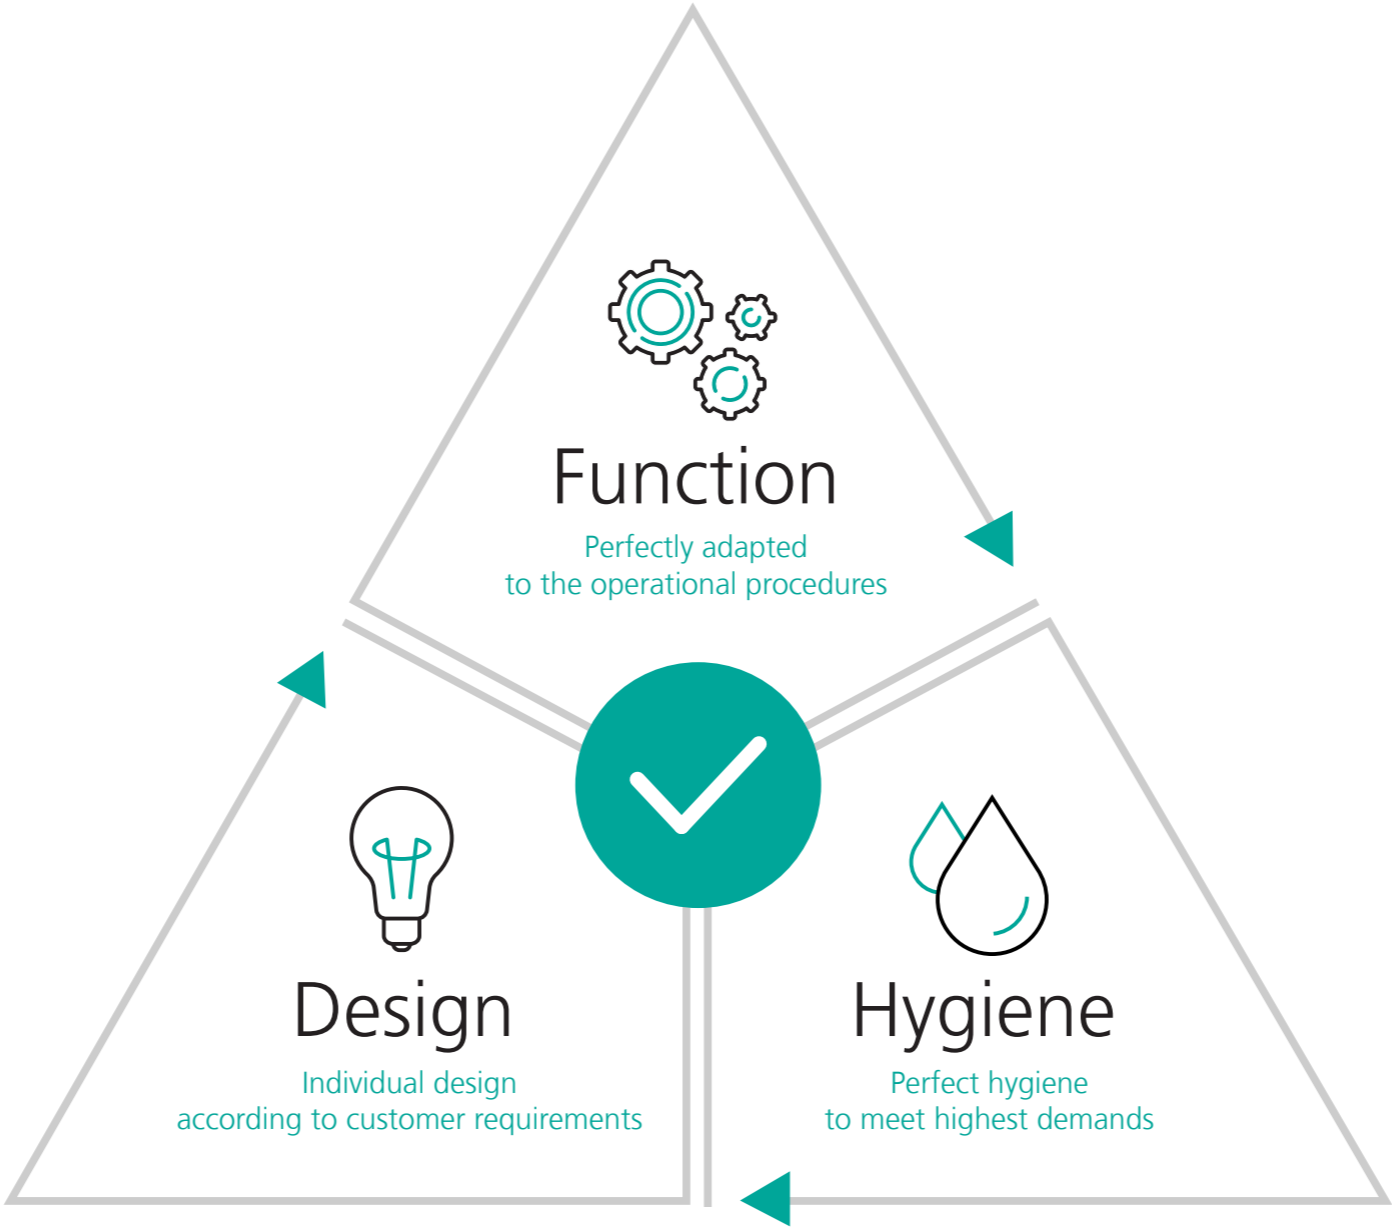 Function
Perfectly adapted
to the operational procedures
Design
Individual design
according to customer requirements
Hygiene
Perfect hygiene
to meet highest demands